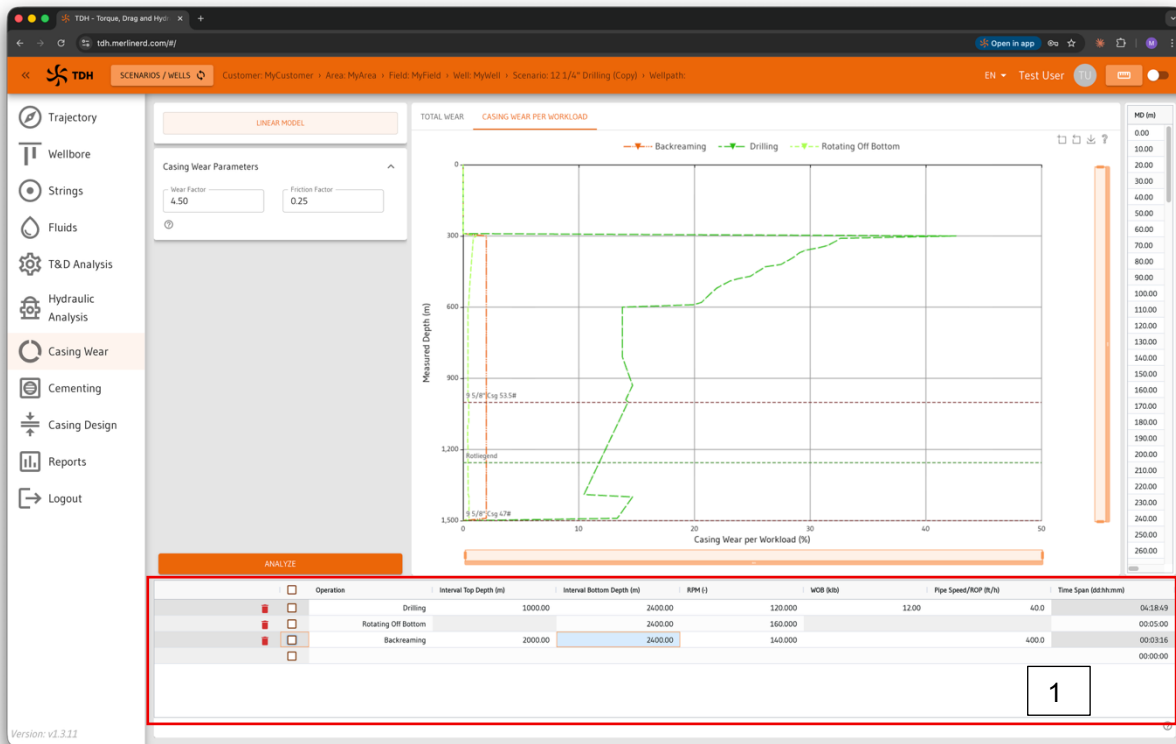 TDH - Torque, Drag and Hydr
tdh.merlinerd.com/#/
Open in app
M
TDH
SCENARIOS / WELLS
Customer: MyCustomer › Area: MyArea › Field: MyField › Well: MyWell › Scenario: 12 1/4" Drilling (Copy) › Wellpath:
EN
Test User
TU
Trajectory
Wellbore
Strings
Fluids
T&D Analysis
Hydraulic
Analysis
Casing Wear
Cementing
Casing Design
Reports
Logout
Version: v1.3.11
LINEAR MODEL
Casing Wear Parameters
Wear Factor
4.50
Friction Factor
0.25
ANALYZE
TOTAL WEAR
CASING WEAR PER WORKLOAD
Backreaming
Drilling
Rotating Off Bottom
Measured Depth (m)
0
300
600
900
1,200
1,500
9 5/8" Csg 53.5#
Rotliegend
9 5/8" Csg 47#
0 10 20 30 40 50
Casing Wear per Workload (%)
MD (m)
0.00
10.00
20.00
30.00
40.00
50.00
60.00
70.00
80.00
90.00
100.00
110.00
120.00
130.00
140.00
150.00
160.00
170.00
180.00
190.00
200.00
210.00
220.00
230.00
240.00
250.00
260.00
Operation Interval Top Depth (m) Interval Bottom Depth (m) RPM (-) WOB (klb) Pipe Speed/ROP (ft/h) Time Span (dd:hh:mm)
Drilling 1000.00 2400.00 120.000 12.00 40.0 04:18:49
Rotating Off Bottom 2400.00 160.000 00:05:00
Backreaming 2000.00 2400.00 140.000 400.0 00:03:16
00:00:00
1